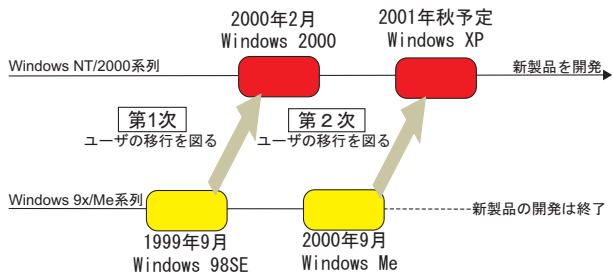 2000年2月
Windows 2000
2001年秋予定
Windows XP
Windows NT/2000系列
新製品を開発
第1次
ユーザの移行を図る
第２次
ユーザの移行を図る
Windows 9x/Me系列
新製品の開発は終了
1999年9月
Windows 98SE
2000年9月
Windows Me